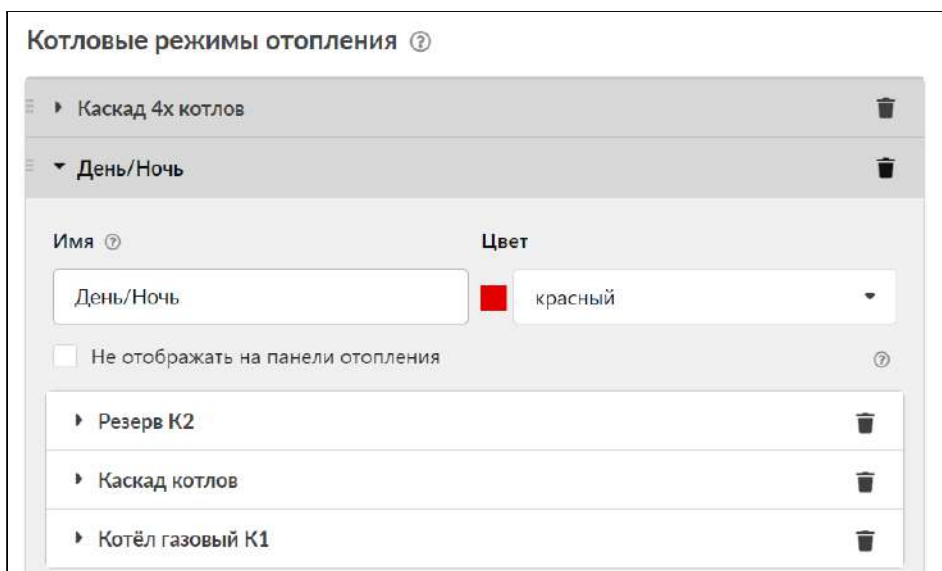 Котловые режимы отопления ?
Каскад 4х котлов
День/Ночь
Имя ? Цвет
День/Ночь красный
Не отображать на панели отопления ?
Резерв К2
Каскад котлов
Котёл газовый К1